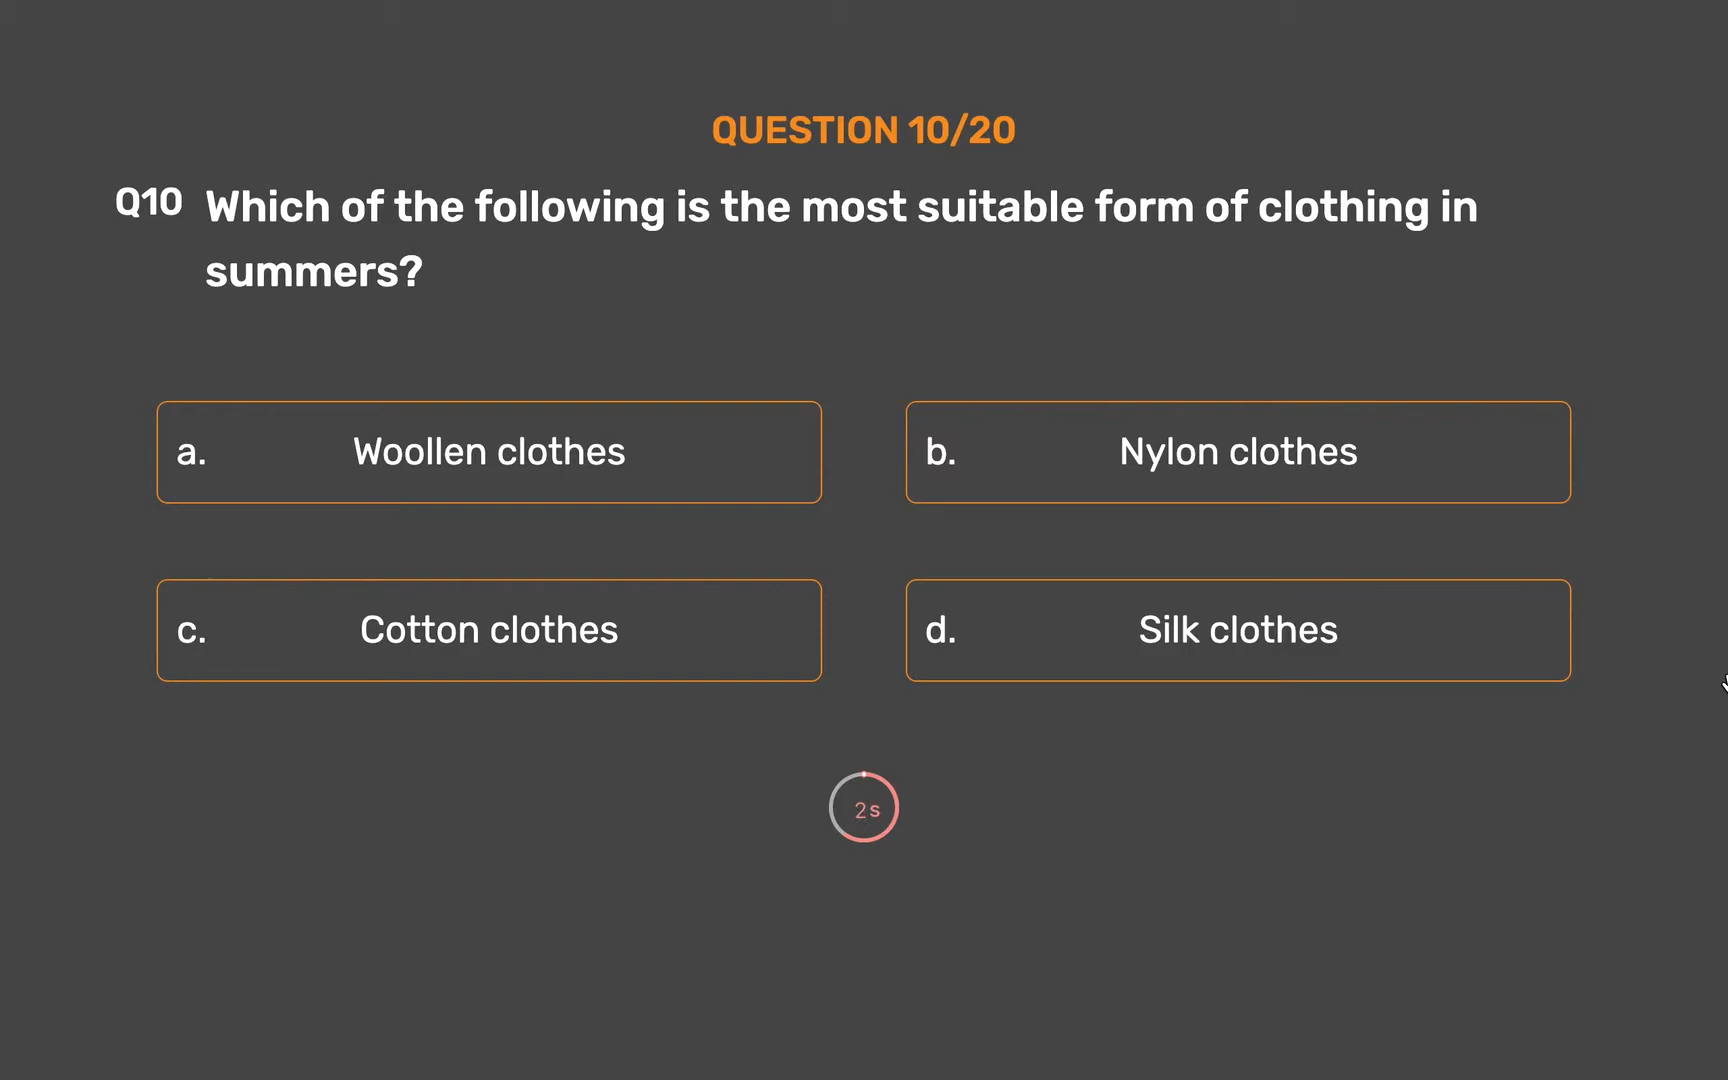 QUESTION 10/20
Q10 Which of the following is the most suitable form of clothing in
summers?
a. Woollen clothes
b. Nylon clothes
c. Cotton clothes
d. Silk clothes
2s